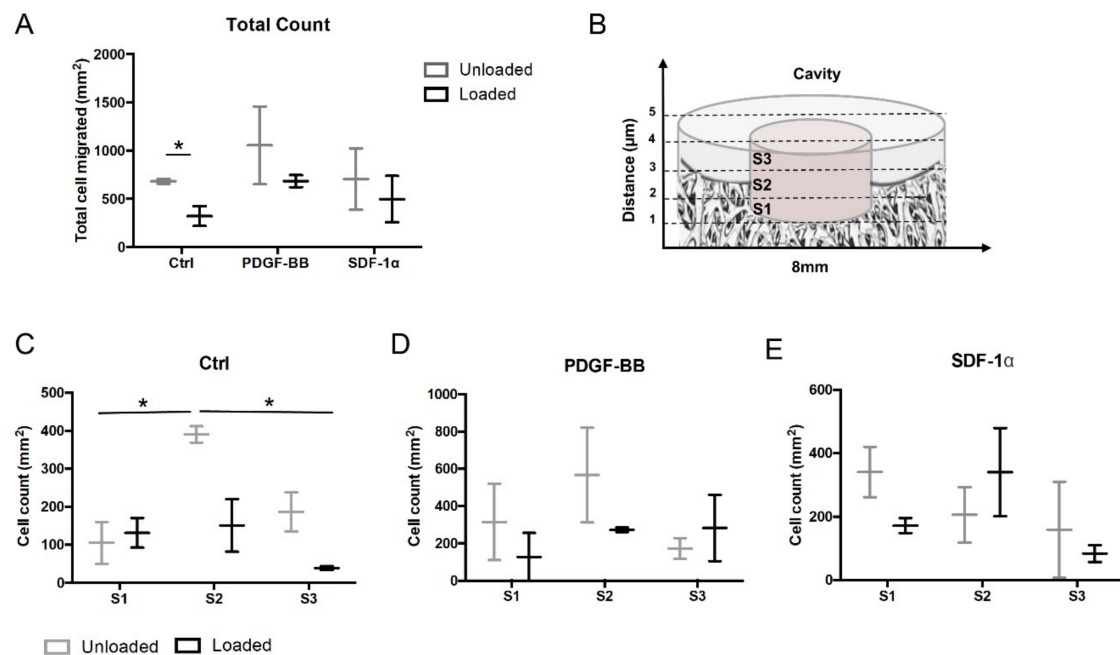 A
Total Count
Total cell migrated (mm²)
2000
1500
1000
500
0
*
Ctrl
PDGF-BB
SDF-1α
Unloaded
Loaded
B
Cavity
Distance (µm)
5
4
3
2
1
S3
S2
S1
8mm
C
Ctrl
Cell count (mm²)
500
400
300
200
100
0
*
*
S1
S2
S3
D
PDGF-BB
Cell count (mm²)
1000
800
600
400
200
0
S1
S2
S3
E
SDF-1α
Cell count (mm²)
600
400
200
0
S1
S2
S3
Unloaded
Loaded